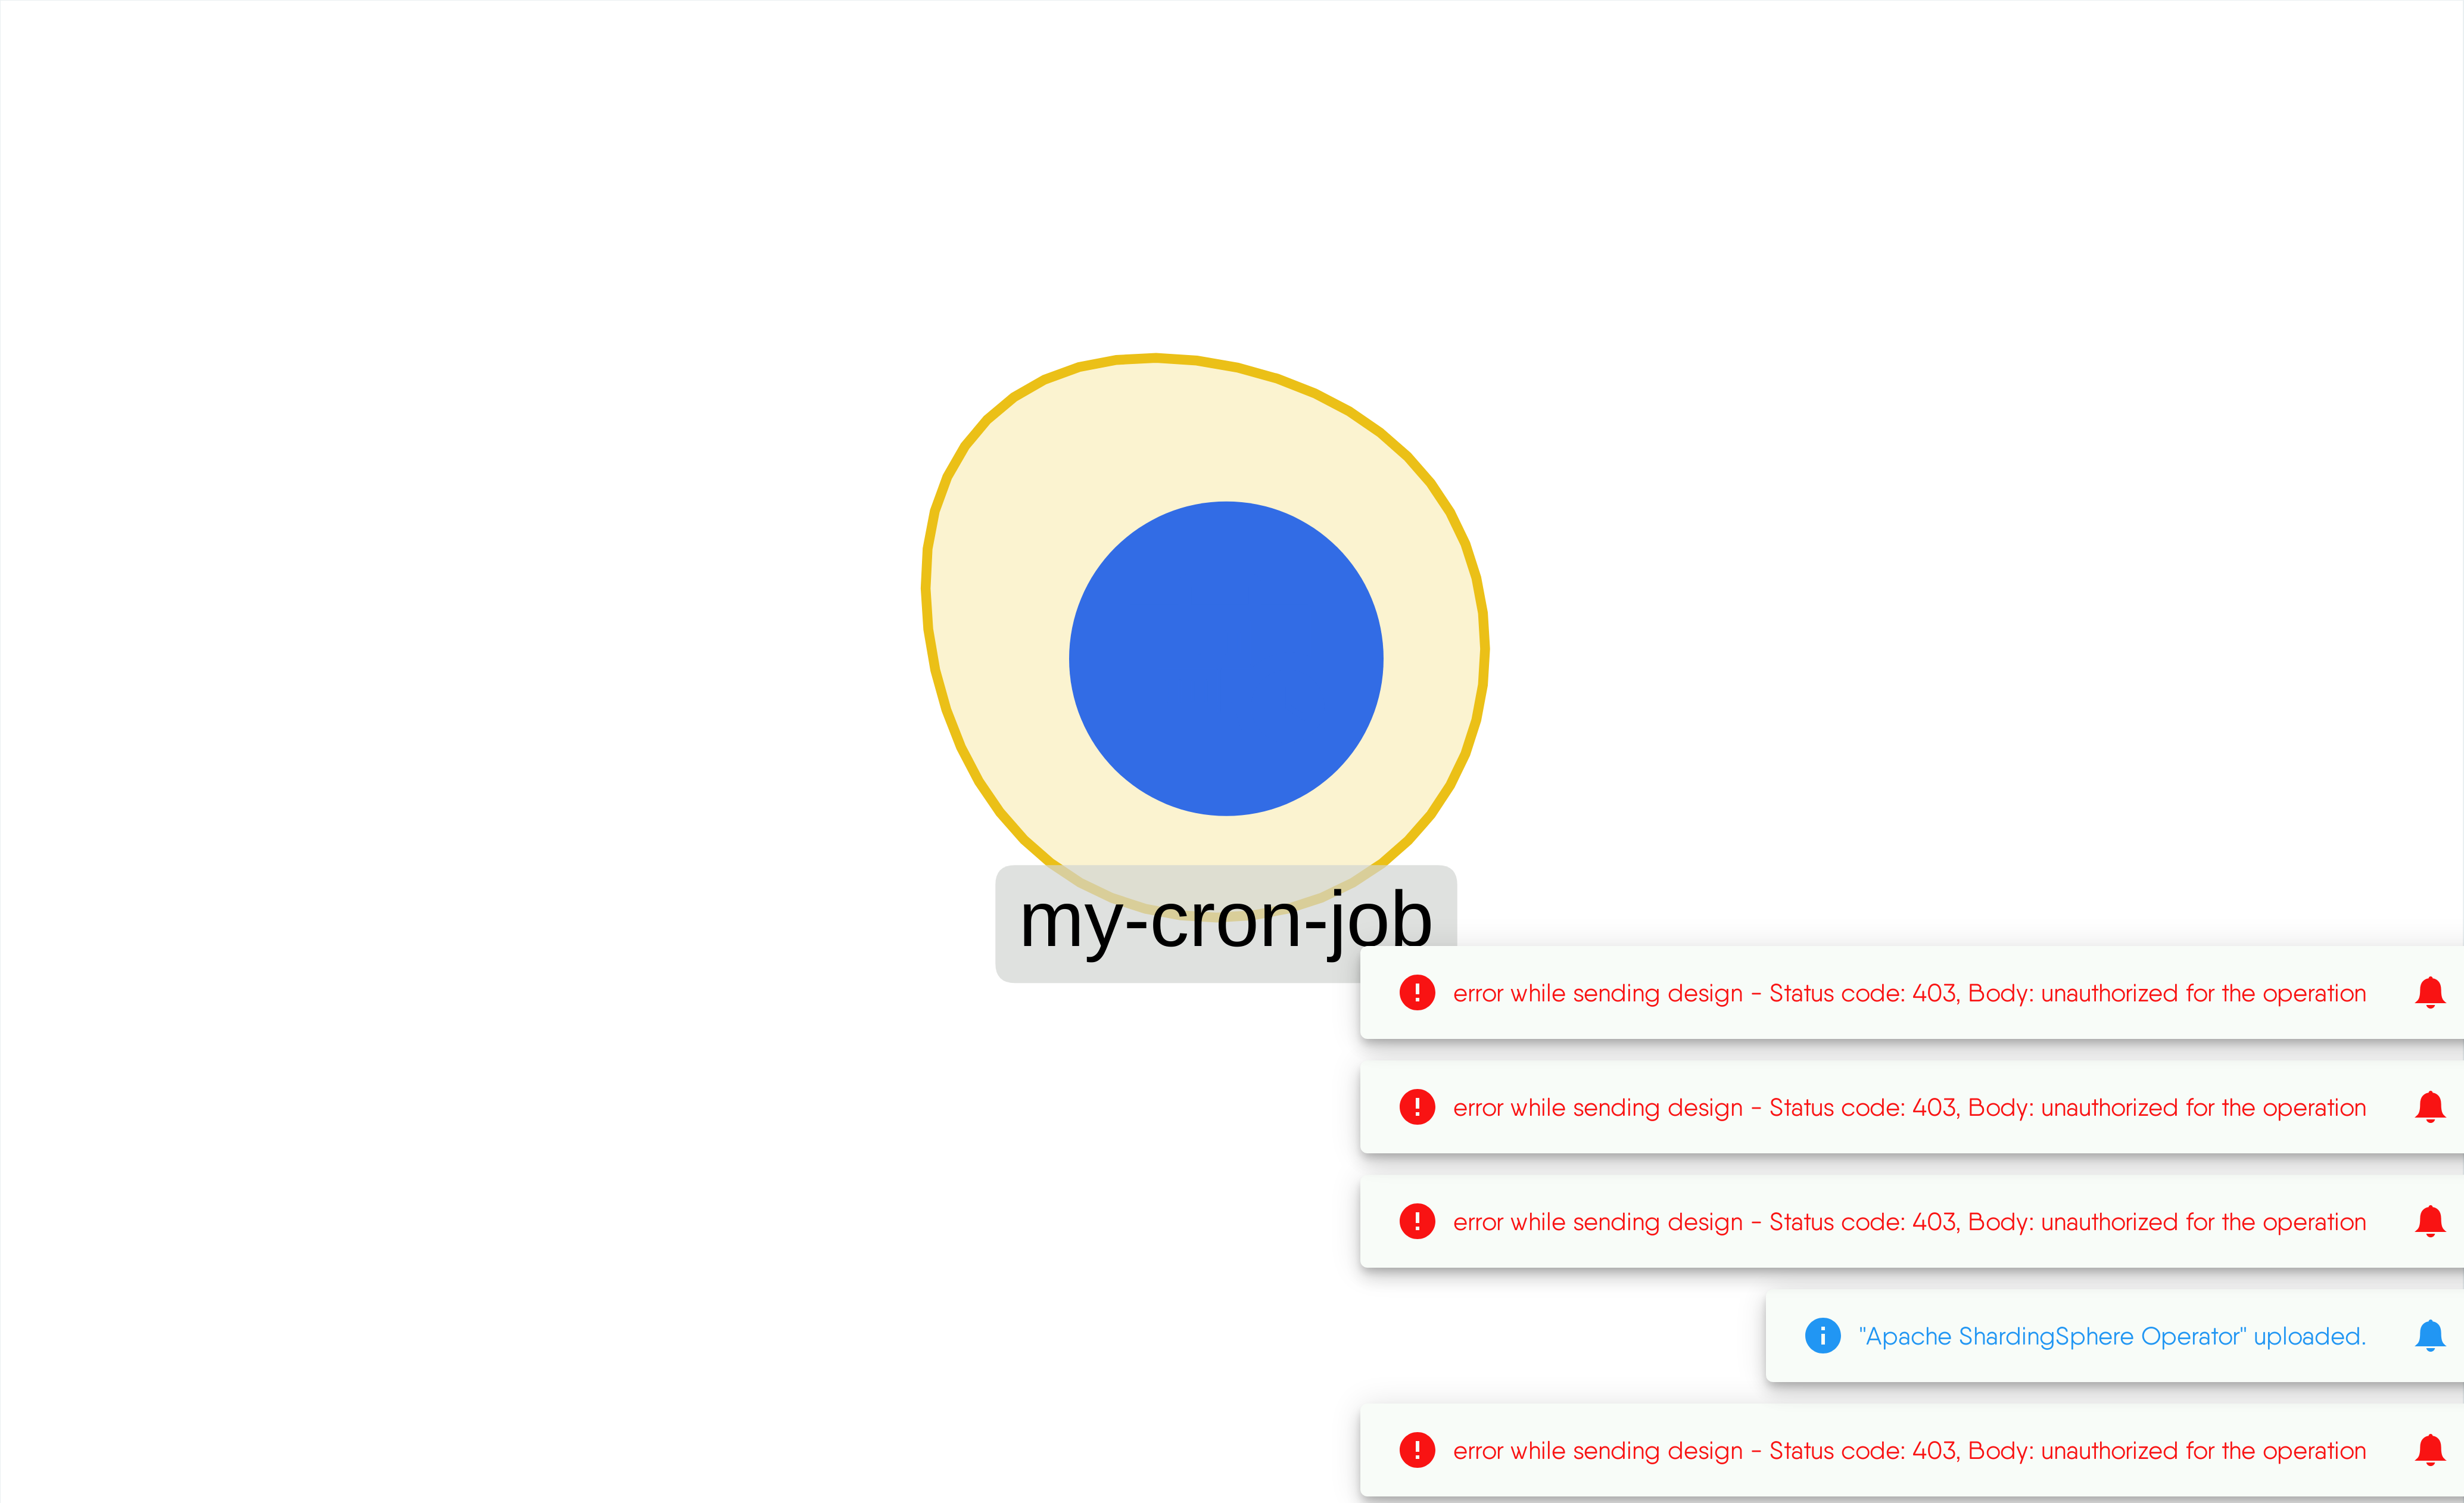 my-cron-job
error while sending design - Status code: 403, Body: unauthorized for the operation
error while sending design - Status code: 403, Body: unauthorized for the operation
error while sending design - Status code: 403, Body: unauthorized for the operation
"Apache ShardingSphere Operator" uploaded.
error while sending design - Status code: 403, Body: unauthorized for the operation